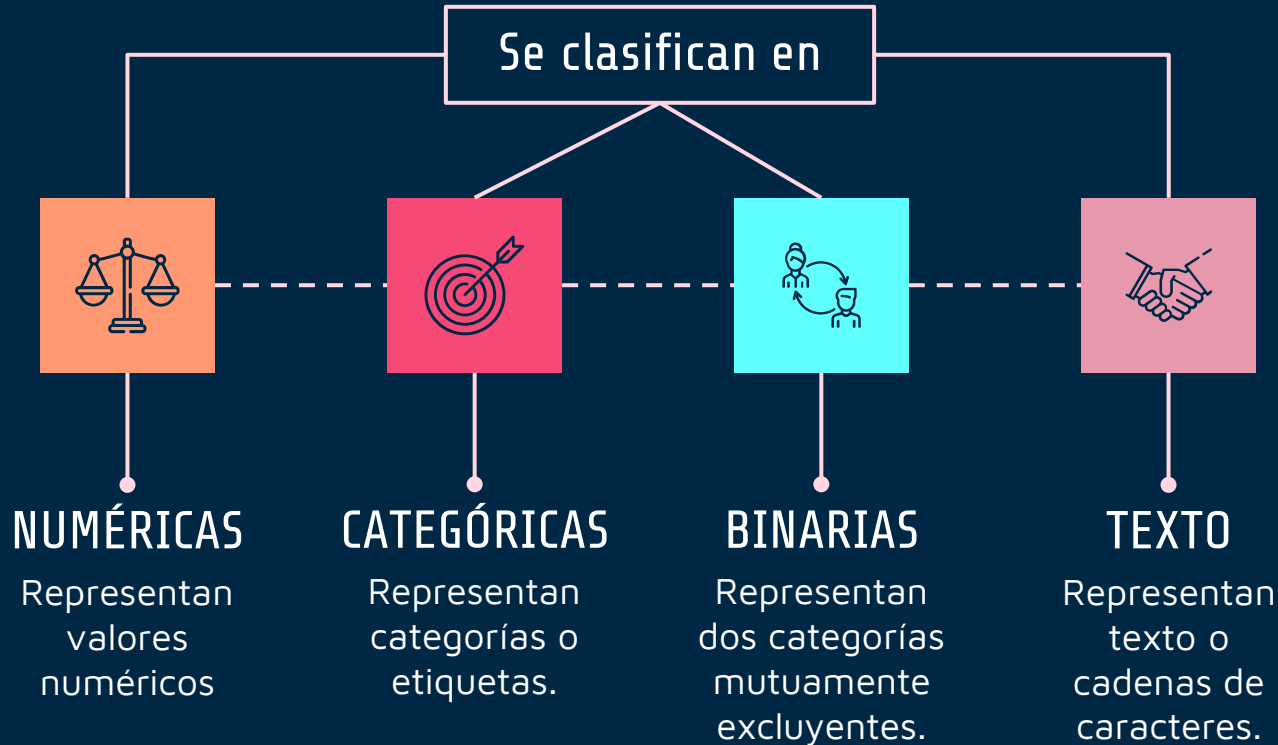 Se clasifican en
NUMÉRICAS
Representan
valores
numéricos
CATEGÓRICAS
Representan
categorías o
etiquetas.
BINARIAS
Representan
dos categorías
mutuamente
excluyentes.
TEXTO
Representan
texto o
cadenas de
caracteres.